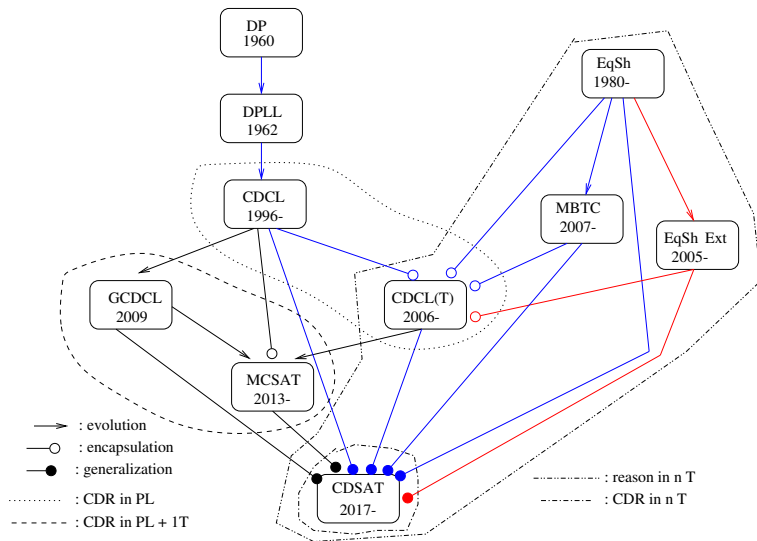 DP
1960
EqSh
1980-
DPLL
1962
CDCL
1996-
MBTC
2007-
EqSh Ext
2005-
GCDCL
2009
CDCL(T)
2006-
MCSAT
2013-
: evolution
: encapsulation
: generalization
: CDR in PL
: CDR in PL + 1T
CDSAT
2017-
: reason in n T
: CDR in n T